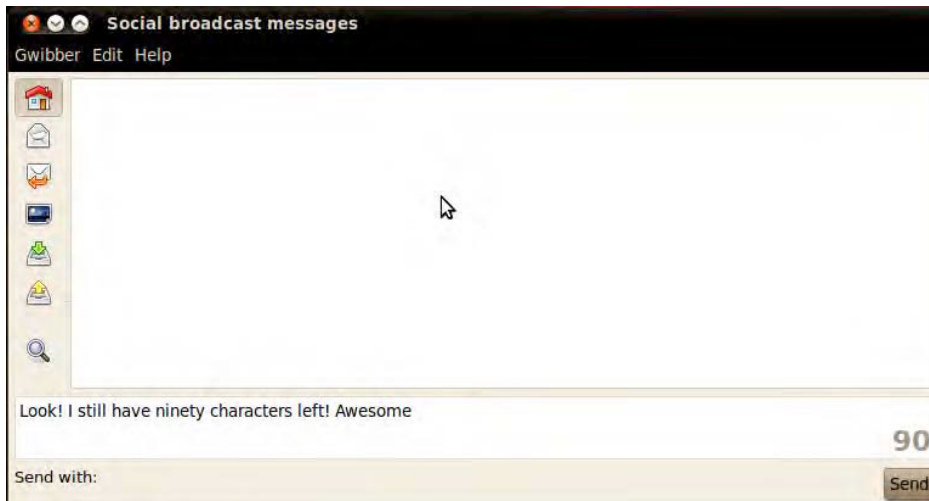 Social broadcast messages
Gwibber Edit Help
Look! I still have ninety characters left! Awesome
90
Send with:
Send